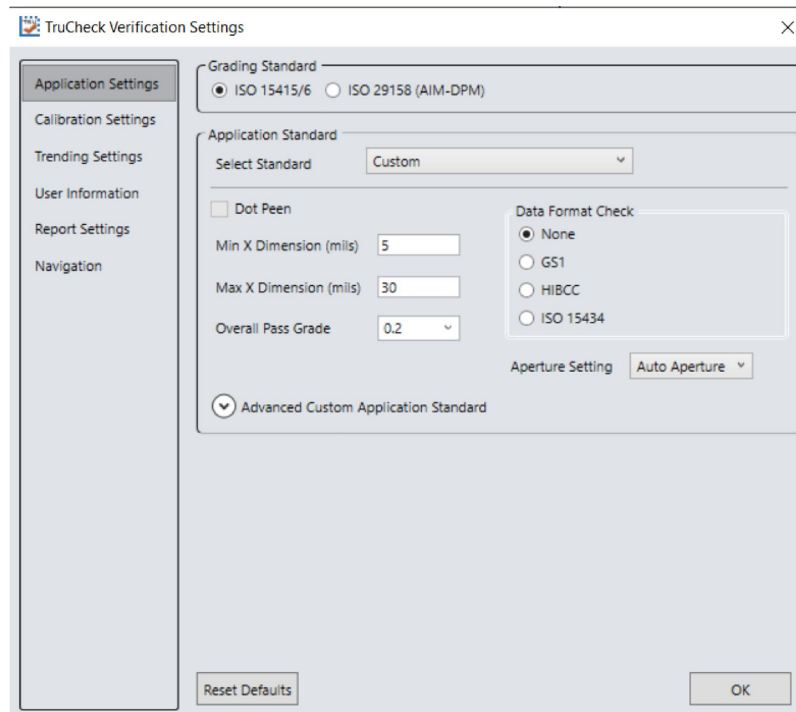 TruCheck Verification Settings
Application Settings
Calibration Settings
Trending Settings
User Information
Report Settings
Navigation
Grading Standard
ISO 15415/6
ISO 29158 (AIM-DPM)
Application Standard
Select Standard
Custom
Dot Peen
Min X Dimension (mils)
5
Max X Dimension (mils)
30
Overall Pass Grade
0.2
Data Format Check
None
GS1
HIBCC
ISO 15434
Aperture Setting
Auto Aperture
Advanced Custom Application Standard
Reset Defaults
OK